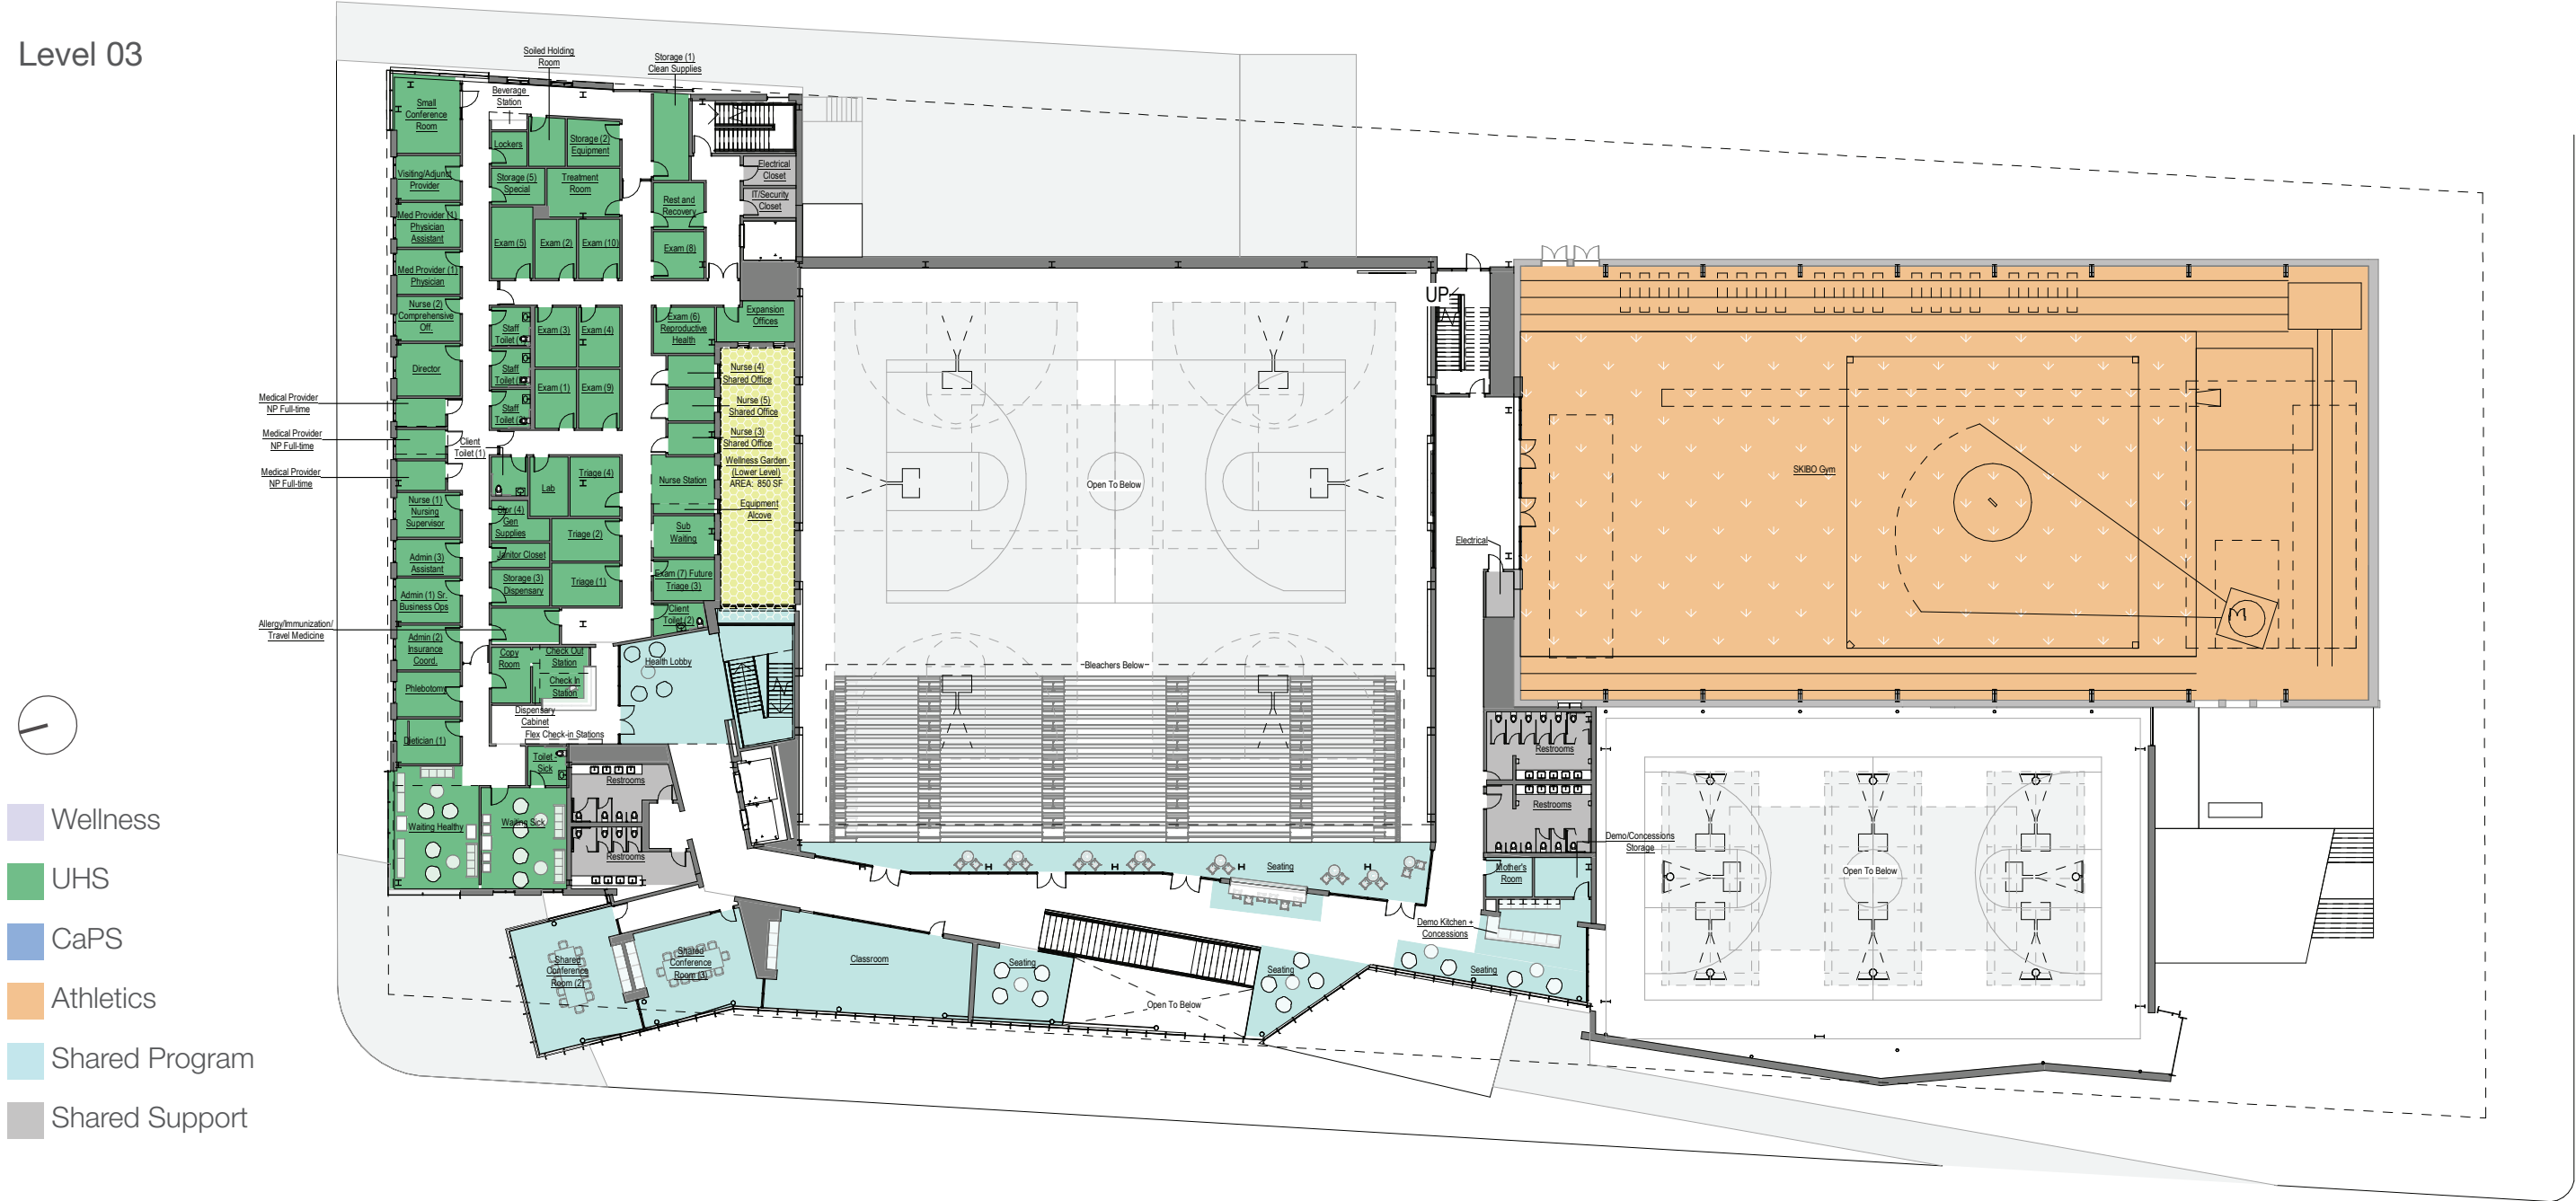 Level 03
Soiled Holding
Room
Storage (1)
Clean Supplies
Beverage
Station
Small
Conference
Room
Lockers
Storage (2)
Equipment
Visiting/Adjunct
Provider
Storage (5)
Special
Treatment
Room
Electrical
Closet
IT/Security
Closet
Rest and
Recovery
Med Provider (1)
Physician
Assistant
Exam (5)
Exam (2)
Exam (10)
Exam (8)
Med Provider (1)
Physician
Nurse (2)
Comprehensive
Off.
Staff
Toilet
Exam (3)
Exam (4)
Exam (6)
Reproductive
Health
Expansion
Offices
Director
Staff
Toilet
Exam (1)
Exam (9)
Nurse (4)
Shared Office
Medical Provider
NP Full-time
Staff
Toilet
Nurse (5)
Shared Office
Medical Provider
NP Full-time
Client
Toilet (1)
Nurse (3)
Shared Office
Medical Provider
NP Full-time
Lab
Triage (4)
Nurse Station
Wellness Garden
(Lower Level)
AREA: 850 SF
Nurse (1)
Nursing
Supervisor
Stor (4)
Gen
Supplies
Triage (2)
Sub
Waiting
Equipment
Alcove
Admin (3)
Assistant
Janitor Closet
Storage (3)
Dispensary
Triage (1)
Exam (7) Future
Triage (3)
Admin (1) Sr.
Business Ops
Client
Toilet (2)
Allergy/Immunization/
Travel Medicine
Admin (2)
Insurance
Coord.
Copy
Room
Check Out
Station
Check In
Station
Health Lobby
Phlebotomy
Dispensary
Cabinet
Flex Check-in Stations
Dietician (1)
Toilet -
Sick
Restrooms
Waiting Healthy
Waiting Sick
Restrooms
UP
Open To Below
Bleachers Below
SKIBO Gym
Electrical
Restrooms
Restrooms
Demo/Concessions
Storage
Mother's
Room
Seating
Open To Below
Demo Kitchen +
Concessions
Shared
Conference
Room (2)
Shared
Conference
Room (3)
Classroom
Seating
Seating
Seating
Open To Below
Wellness
UHS
CaPS
Athletics
Shared Program
Shared Support